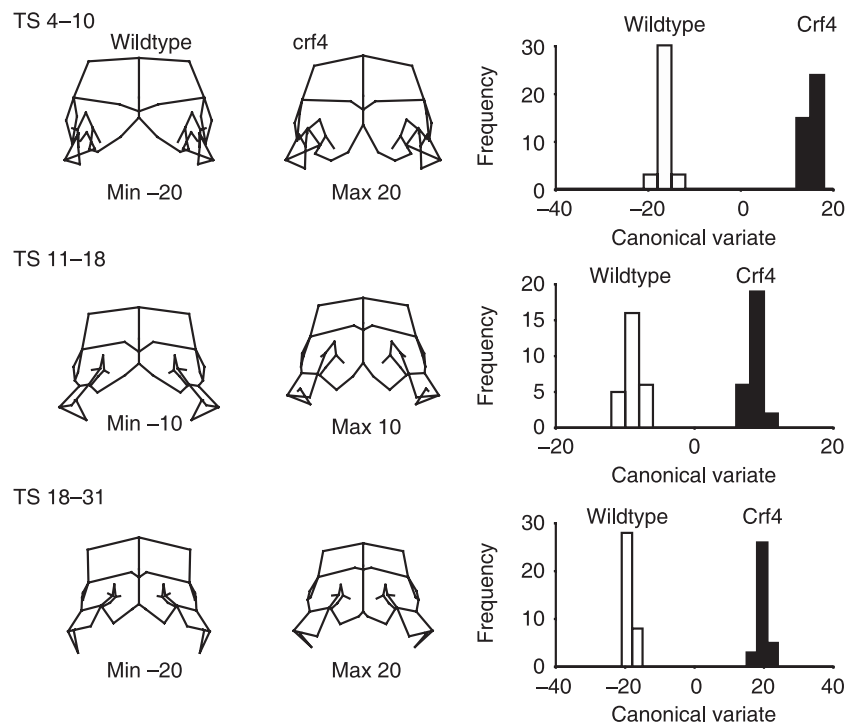 TS 4–10
Wildtype
crf4
Min –20
Max 20
Wildtype
Crf4
Frequency
30
20
10
0
–40
–20
0
20
Canonical variate
TS 11–18
Min –10
Max 10
Wildtype
Crf4
Frequency
20
15
10
5
0
–20
0
20
Canonical variate
TS 18–31
Min –20
Max 20
Wildtype
Crf4
Frequency
30
20
10
0
–40
–20
0
20
40
Canonical variate